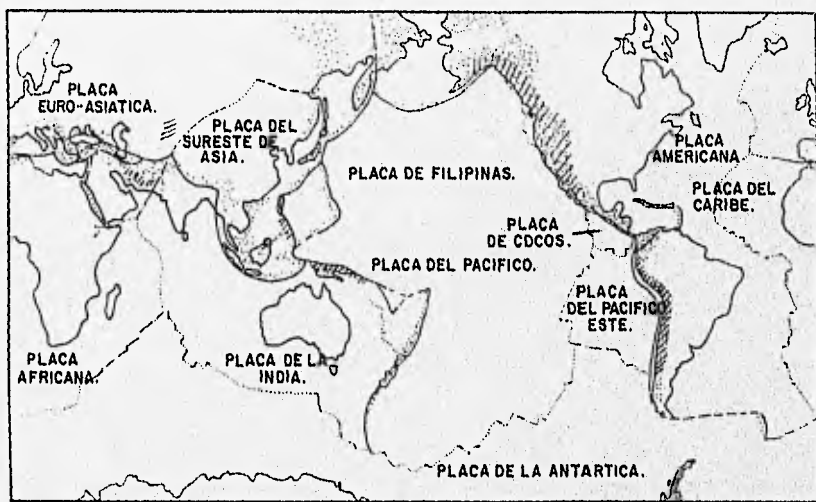 PLACA
EURO-ASIATICA.
PLACA DEL
SURESTE DE
ASIA.
PLACA DE FILIPINAS.
PLACA
AMERICANA.
PLACA DEL
CARIBE.
PLACA
DE COCOS.
PLACA DEL PACIFICO.
PLACA
DEL PACIFICO
ESTE.
PLACA
AFRICANA.
PLACA DE LA
INDIA.
PLACA DE LA ANTARTICA.